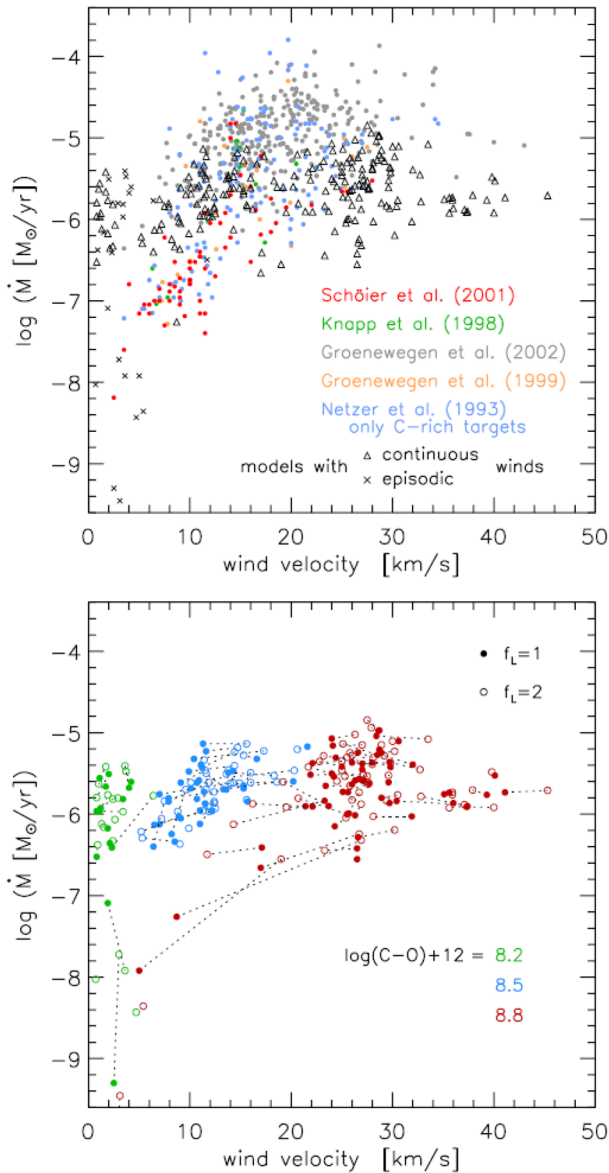 −4
−5
−6
−7
−8
−9
log (Ṁ [M⊙/yr])
Schöier et al. (2001)
Knapp et al. (1998)
Groenewegen et al. (2002)
Groenewegen et al. (1999)
Netzer et al. (1993)
only C−rich targets
models with △ continuous winds
× episodic
0 10 20 30 40 50
wind velocity [km/s]
−4
−5
−6
−7
−8
−9
log (Ṁ [M⊙/yr])
● f_L=1
○ f_L=2
log(C−O)+12 = 8.2
8.5
8.8
0 10 20 30 40 50
wind velocity [km/s]